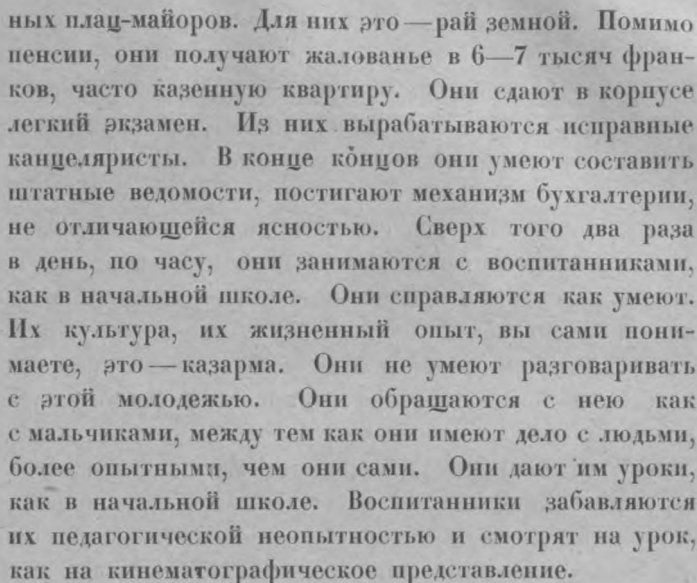 ных плац-майоров. Для них это—рай земной. Помимо
пенсии, они получают жалованье в 6—7 тысяч фран-
ков, часто казенную квартиру. Они сдают в корпусе
легкий экзамен. Из них вырабатываются исправные
канцеляристы. В конце концов они умеют составить
штатные ведомости, постигают механизм бухгалтерии,
не отличающейся ясностью. Сверх того два раза
в день, по часу, они занимаются с воспитанниками,
как в начальной школе. Они справляются как умеют.
Их культура, их жизненный опыт, вы сами пони-
маете, это—казарма. Они не умеют разговаривать
с этой молодежью. Они обращаются с нею как
с мальчиками, между тем как они имеют дело с людьми,
более опытными, чем они сами. Они дают им уроки,
как в начальной школе. Воспитанники забавляются
их педагогической неопытностью и смотрят на урок,
как на кинематографическое представление.